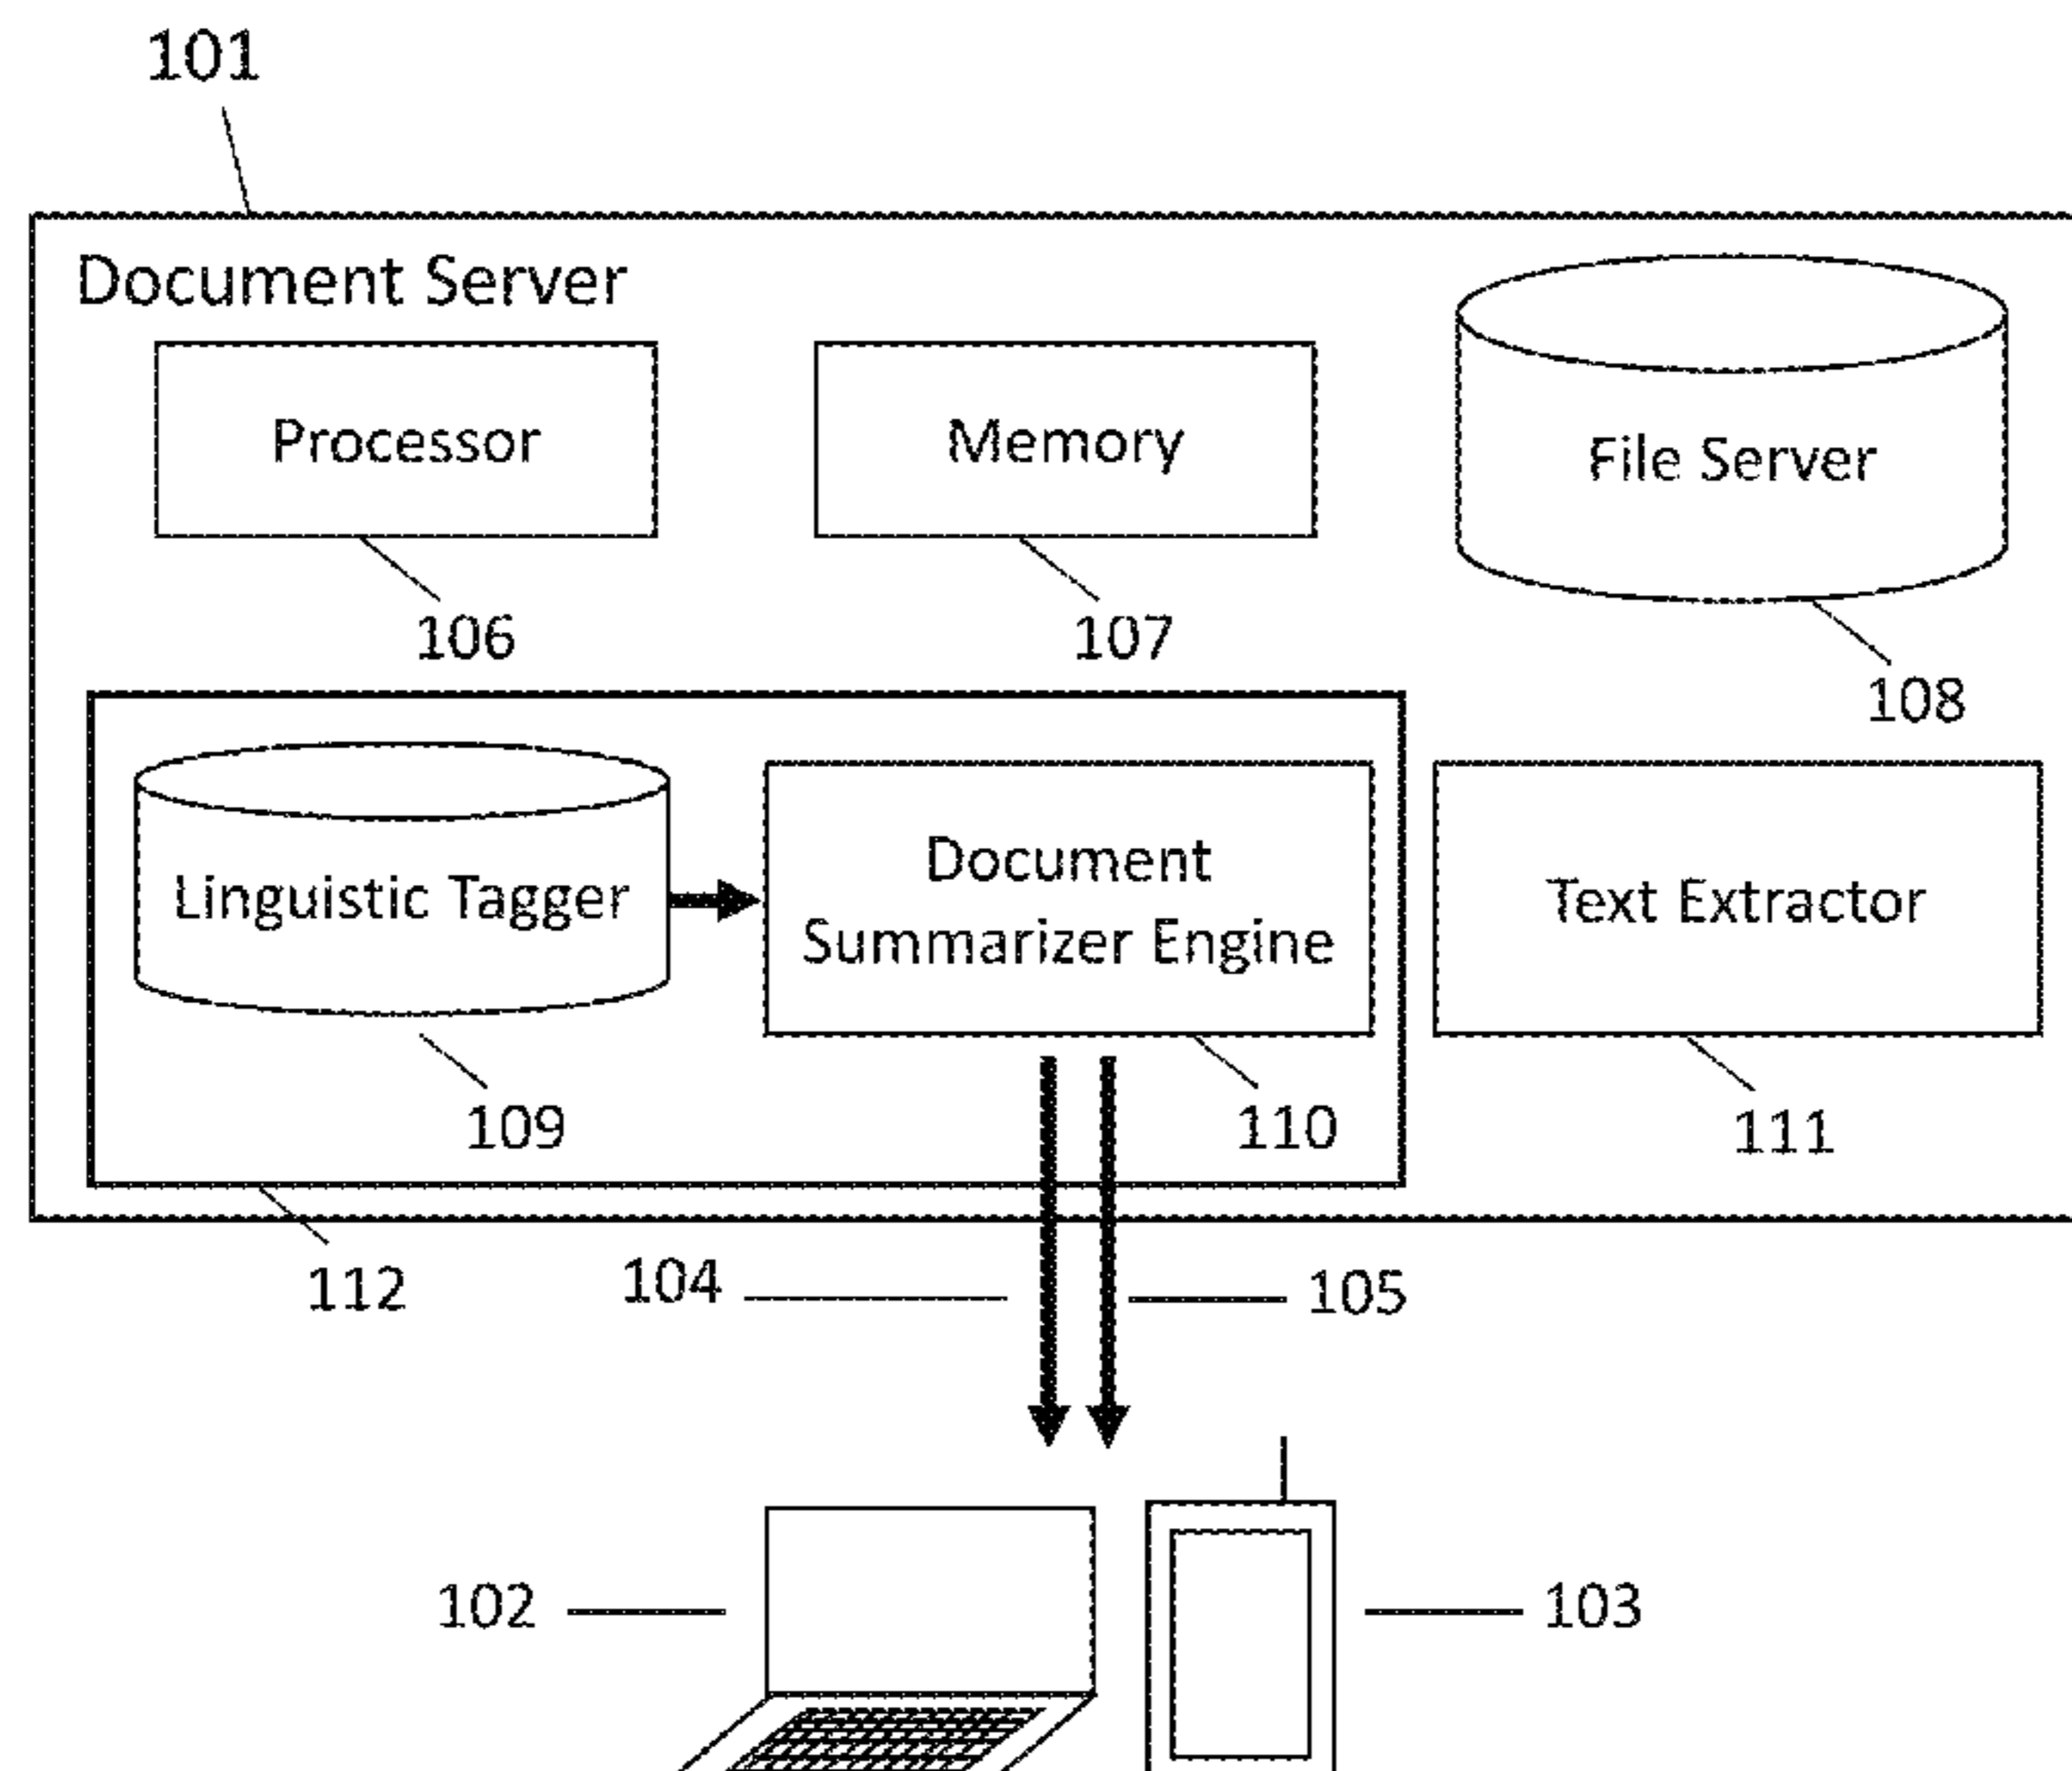 101
Document Server
Processor
Memory
File Server
106
107
108
Linguistic Tagger
Document
Summarizer Engine
Text Extractor
109
110
111
112
104
105
102
103